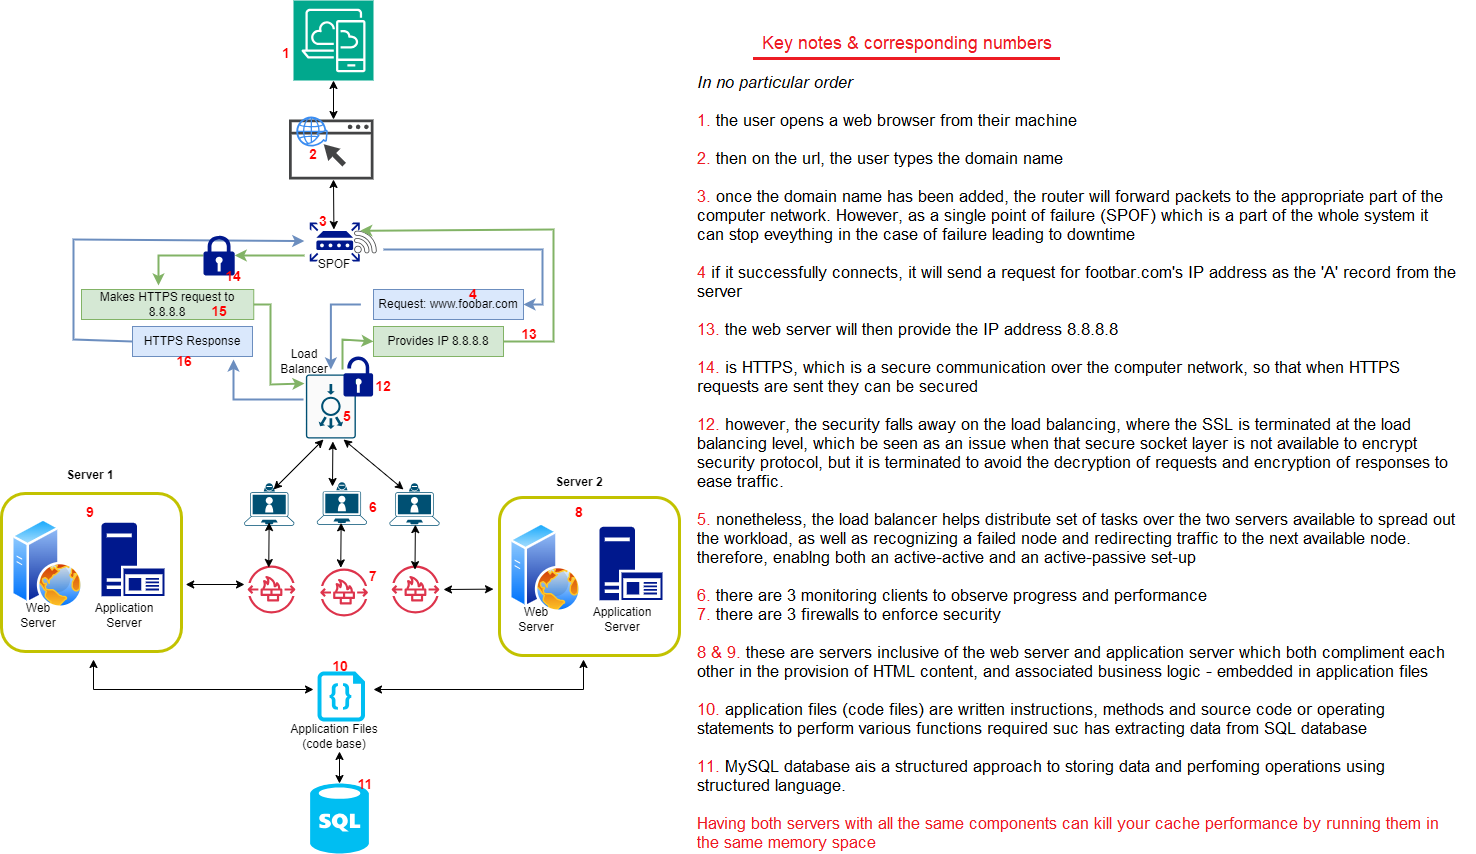 Key notes & corresponding numbers
In no particular order
1. the user opens a web browser from their machine
2. then on the url, the user types the domain name
3. once the domain name has been added, the router will forward packets to the appropriate part of the
computer network. However, as a single point of failure (SPOF) which is a part of the whole system it
can stop eveything in the case of failure leading to downtime
4 if it successfully connects, it will send a request for footbar.com's IP address as the 'A' record from the
server
13. the web server will then provide the IP address 8.8.8.8
14. is HTTPS, which is a secure communication over the computer network, so that when HTTPS
requests are sent they can be secured
12. however, the security falls away on the load balancing, where the SSL is terminated at the load
balancing level, which be seen as an issue when that secure socket layer is not available to encrypt
security protocol, but it is terminated to avoid the decryption of requests and encryption of responses to
ease traffic.
5. nonetheless, the load balancer helps distribute set of tasks over the two servers available to spread out
the workload, as well as recognizing a failed node and redirecting traffic to the next available node.
therefore, enablng both an active-active and an active-passive set-up
6. there are 3 monitoring clients to observe progress and performance
7. there are 3 firewalls to enforce security
8 & 9. these are servers inclusive of the web server and application server which both compliment each
other in the provision of HTML content, and associated business logic - embedded in application files
10. application files (code files) are written instructions, methods and source code or operating
statements to perform various functions required suc has extracting data from SQL database
11. MySQL database ais a structured approach to storing data and perfoming operations using
structured language.
Having both servers with all the same components can kill your cache performance by running them in
the same memory space
1
2
3
SPOF
14
Makes HTTPS request to
8.8.8.8 15
4
Request: www.foobar.com
HTTPS Response
16
Provides IP 8.8.8.8
13
Load
Balancer
12
5
Server 1
Server 2
9
6
8
7
Web
Server
Application
Server
Web
Server
Application
Server
10
{}
Application Files
(code base)
11
SQL